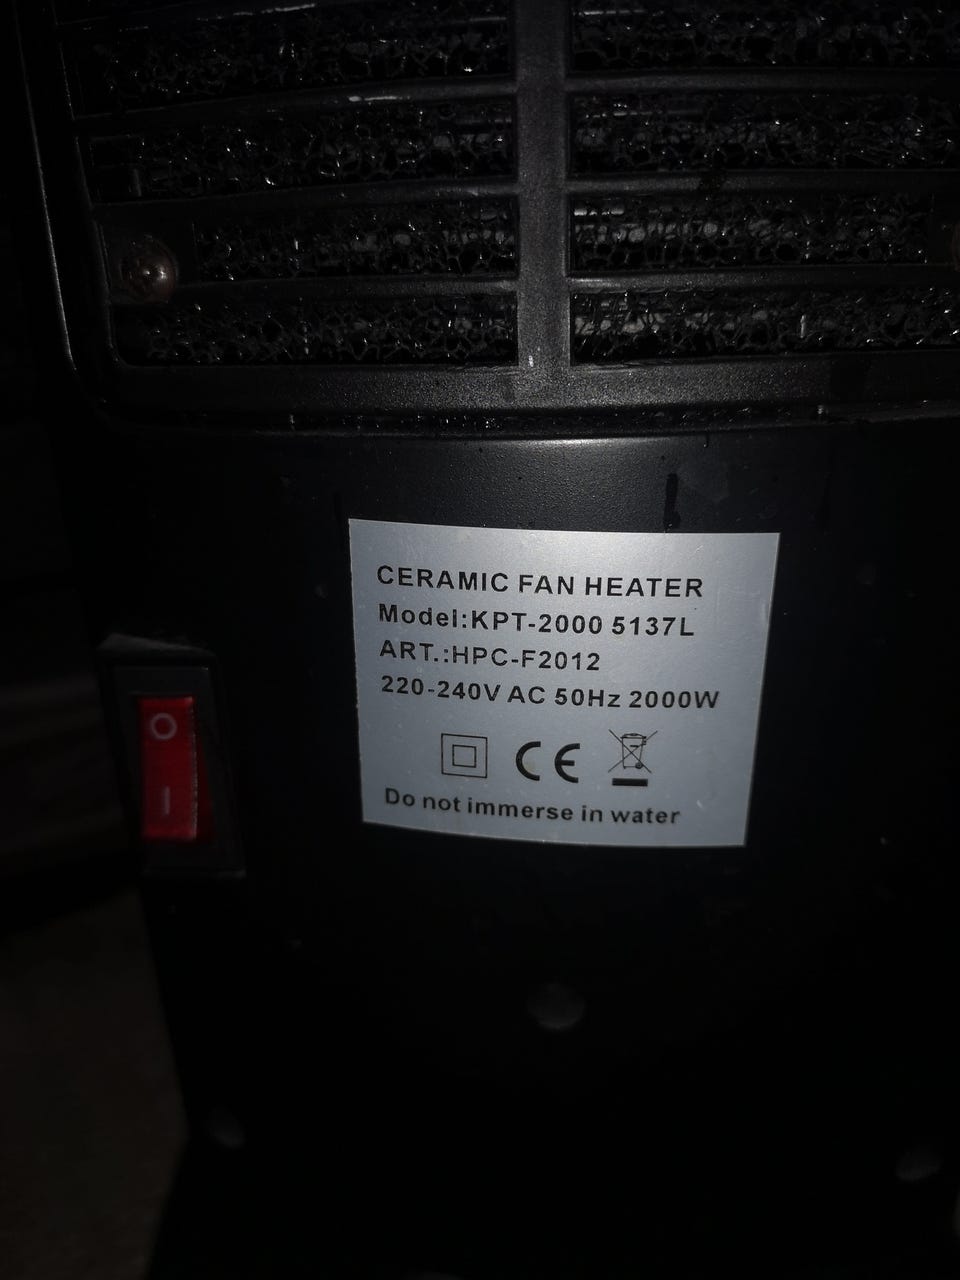 CERAMIC FAN HEATER
Model:KPT-2000 5137L
ART.:HPC-F2012
220-240V AC 50Hz 2000W
CE
Do not immerse in water
O
I